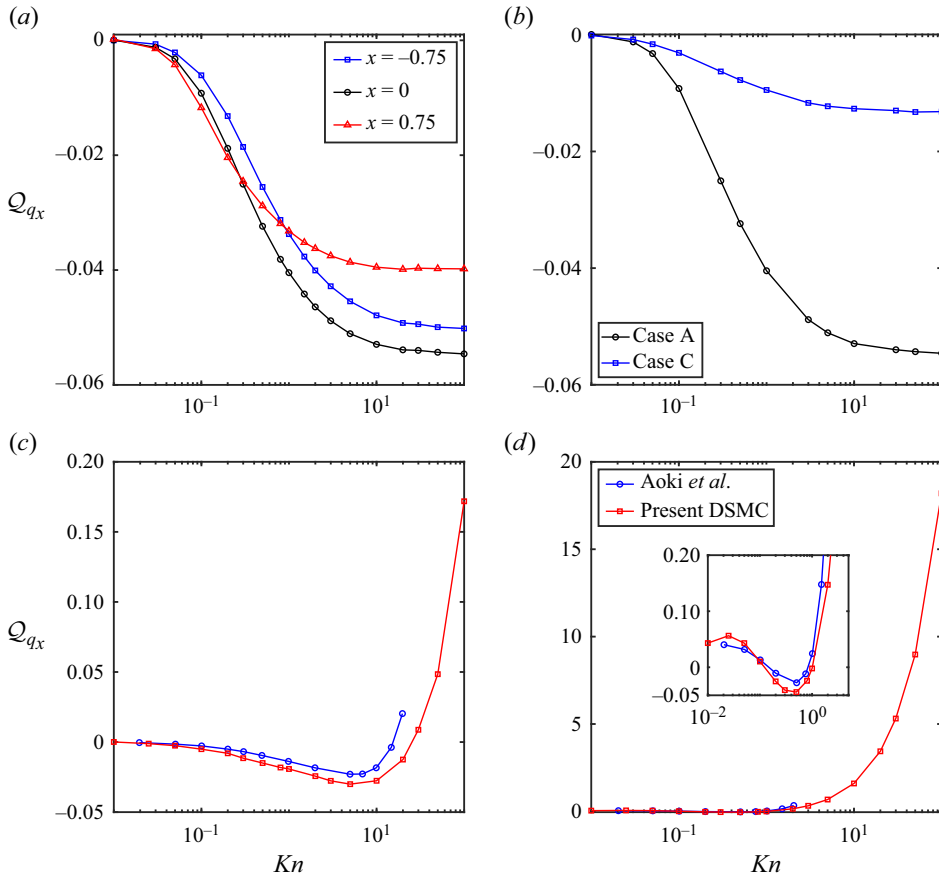 (a)
0
−0.02
−0.04
−0.06
𝒬qx
x = −0.75
x = 0
x = 0.75
10⁻¹
10¹
(b)
0
−0.02
−0.04
−0.06
Case A
Case C
10⁻¹
10¹
(c)
0.20
0.15
0.10
0.05
0
−0.05
𝒬qx
10⁻¹
10¹
Kn
(d)
20
15
10
5
0
Aoki et al.
Present DSMC
0.20
0.10
0
−0.05
10⁻²
10⁰
10⁻¹
10¹
Kn